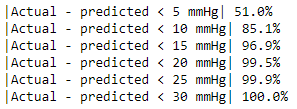 |Actual - predicted < 5 mmHg| 51.0%
|Actual - predicted < 10 mmHg| 85.1%
|Actual - predicted < 15 mmHg| 96.9%
|Actual - predicted < 20 mmHg| 99.5%
|Actual - predicted < 25 mmHg| 99.9%
|Actual - predicted < 30 mmHg| 100.0%